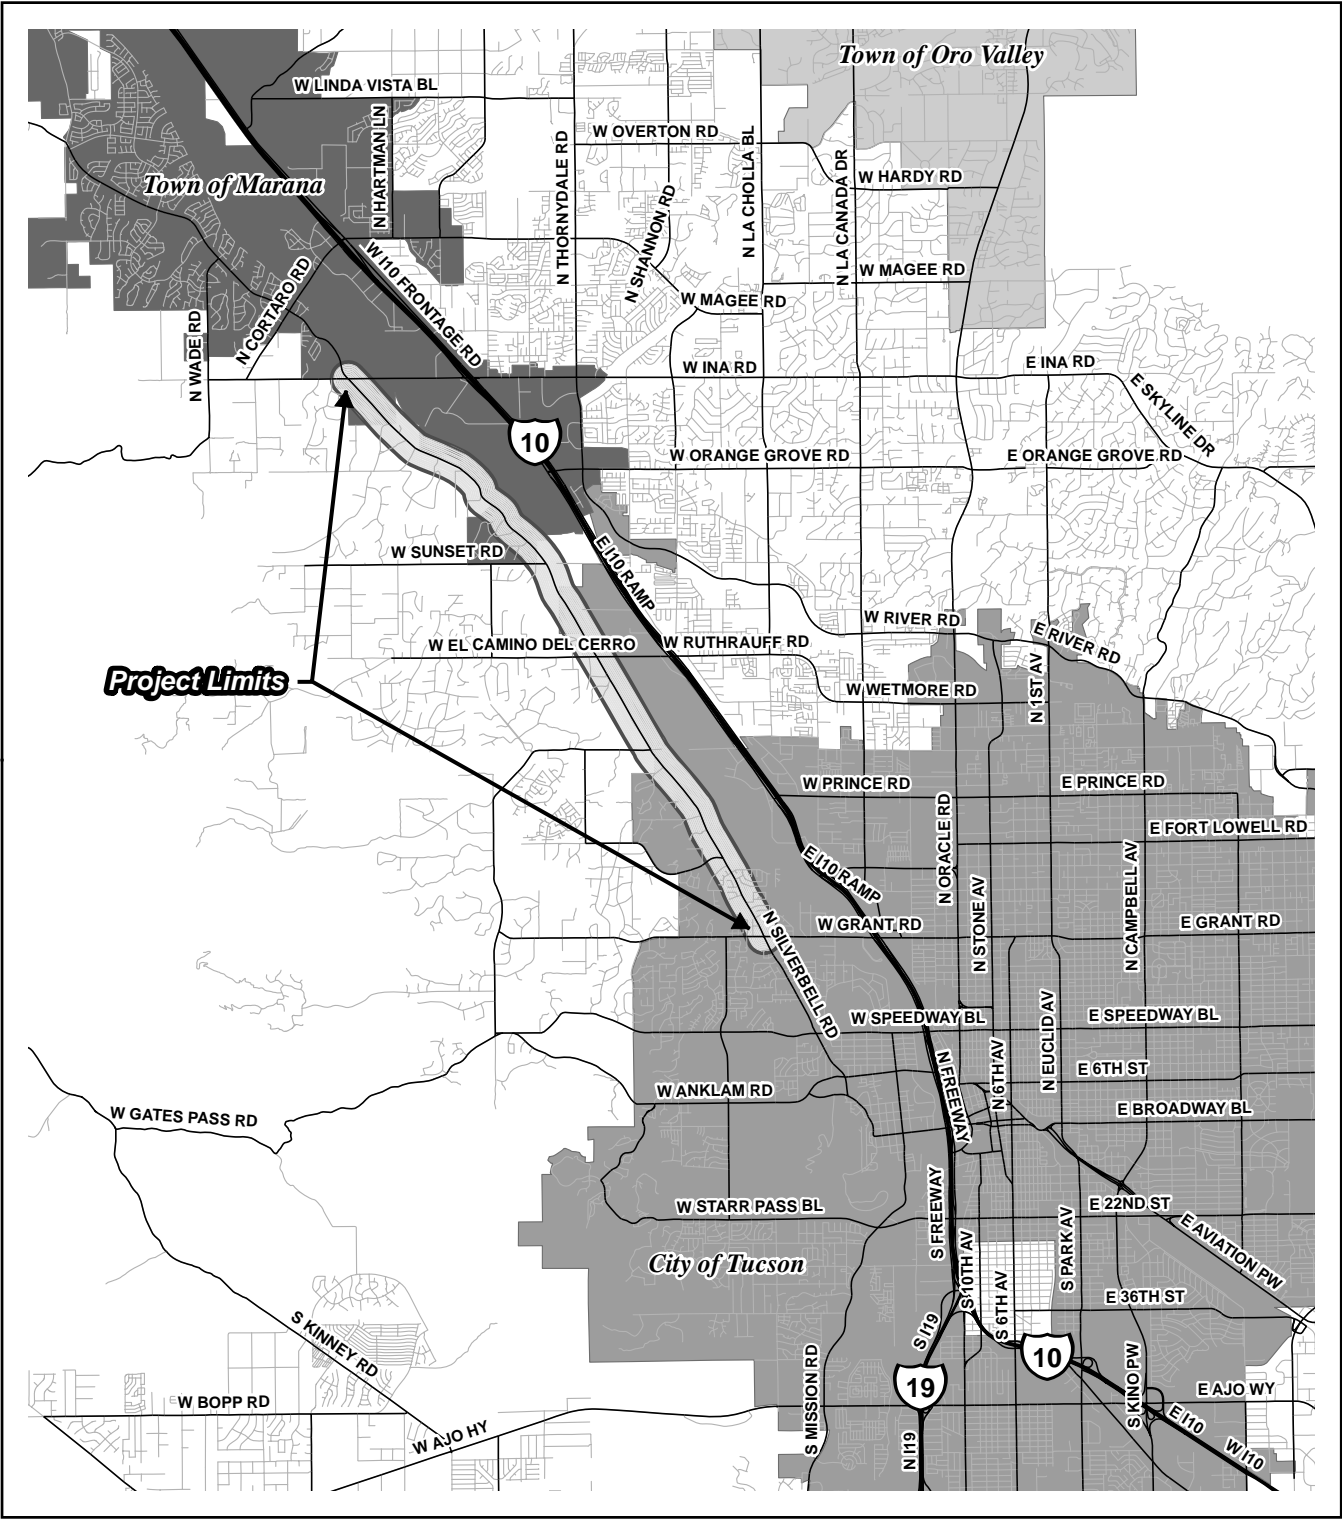 Town of Oro Valley
W LINDA VISTA BL
N HARTMAN LN
W OVERTON RD
N THORNYDALE RD
N LA CHOLLA BL
N LA CANADA DR
W HARDY RD
Town of Marana
N SHANNON RD
W I10 FRONTAGE RD
N CORTARO RD
W MAGEE RD
W MAGEE RD
N WADE RD
W INA RD
E INA RD
E SKYLINE DR
10
W ORANGE GROVE RD
E ORANGE GROVE RD
W SUNSET RD
E I10 RAMP
W RIVER RD
E RIVER RD
W EL CAMINO DEL CERRO
W RUTHRAUFF RD
Project Limits
W WETMORE RD
N 1ST AV
W PRINCE RD
E PRINCE RD
E FORT LOWELL RD
N ORACLE RD
E I10 RAMP
N STONE AV
N CAMPBELL AV
W GRANT RD
E GRANT RD
N SILVERBELL RD
W SPEEDWAY BL
E SPEEDWAY BL
N EUCLID AV
N 6TH AV
N FREEWAY
E 6TH ST
W ANKLAM RD
E BROADWAY BL
W GATES PASS RD
W STARR PASS BL
S FREEWAY
E 22ND ST
S PARK AV
E AVIATION PW
City of Tucson
S 10TH AV
S 6TH AV
E 36TH ST
S KINNEY RD
S I19
10
19
S MISSION RD
S KINO PW
E AJO WY
W BOPP RD
E I10
W AJO HY
N I19
W I10